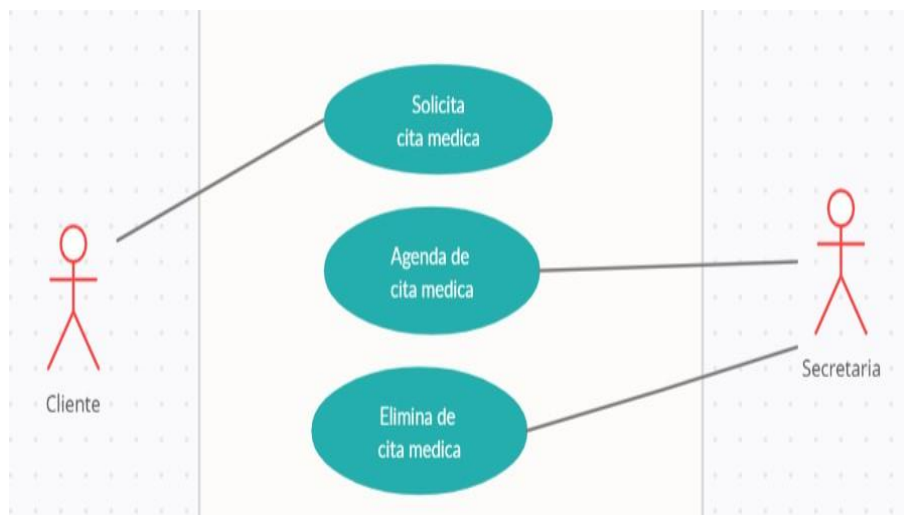 Solicita
cita medica
Agenda de
cita medica
Elimina de
cita medica
Cliente
Secretaria